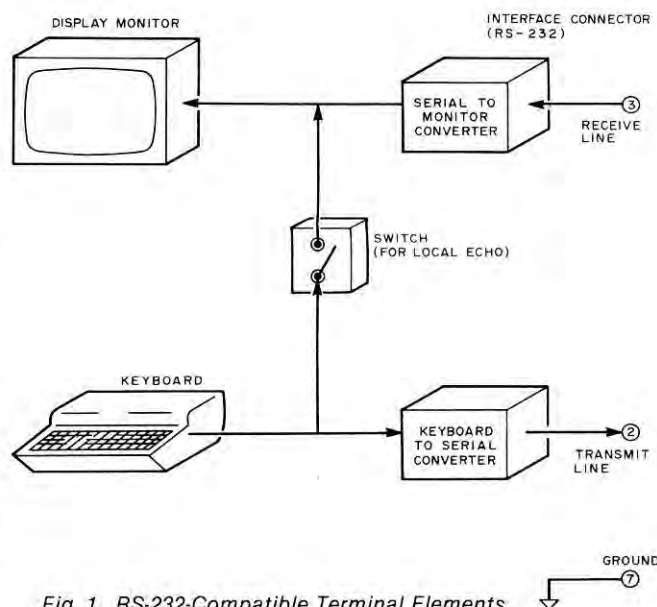 DISPLAY MONITOR
INTERFACE CONNECTOR
(RS-232)
SERIAL TO
MONITOR
CONVERTER
3
RECEIVE
LINE
SWITCH
(FOR LOCAL ECHO)
KEYBOARD
KEYBOARD
TO SERIAL
CONVERTER
2
TRANSMIT
LINE
GROUND
7
Fig. 1. RS-232-Compatible Terminal Elements